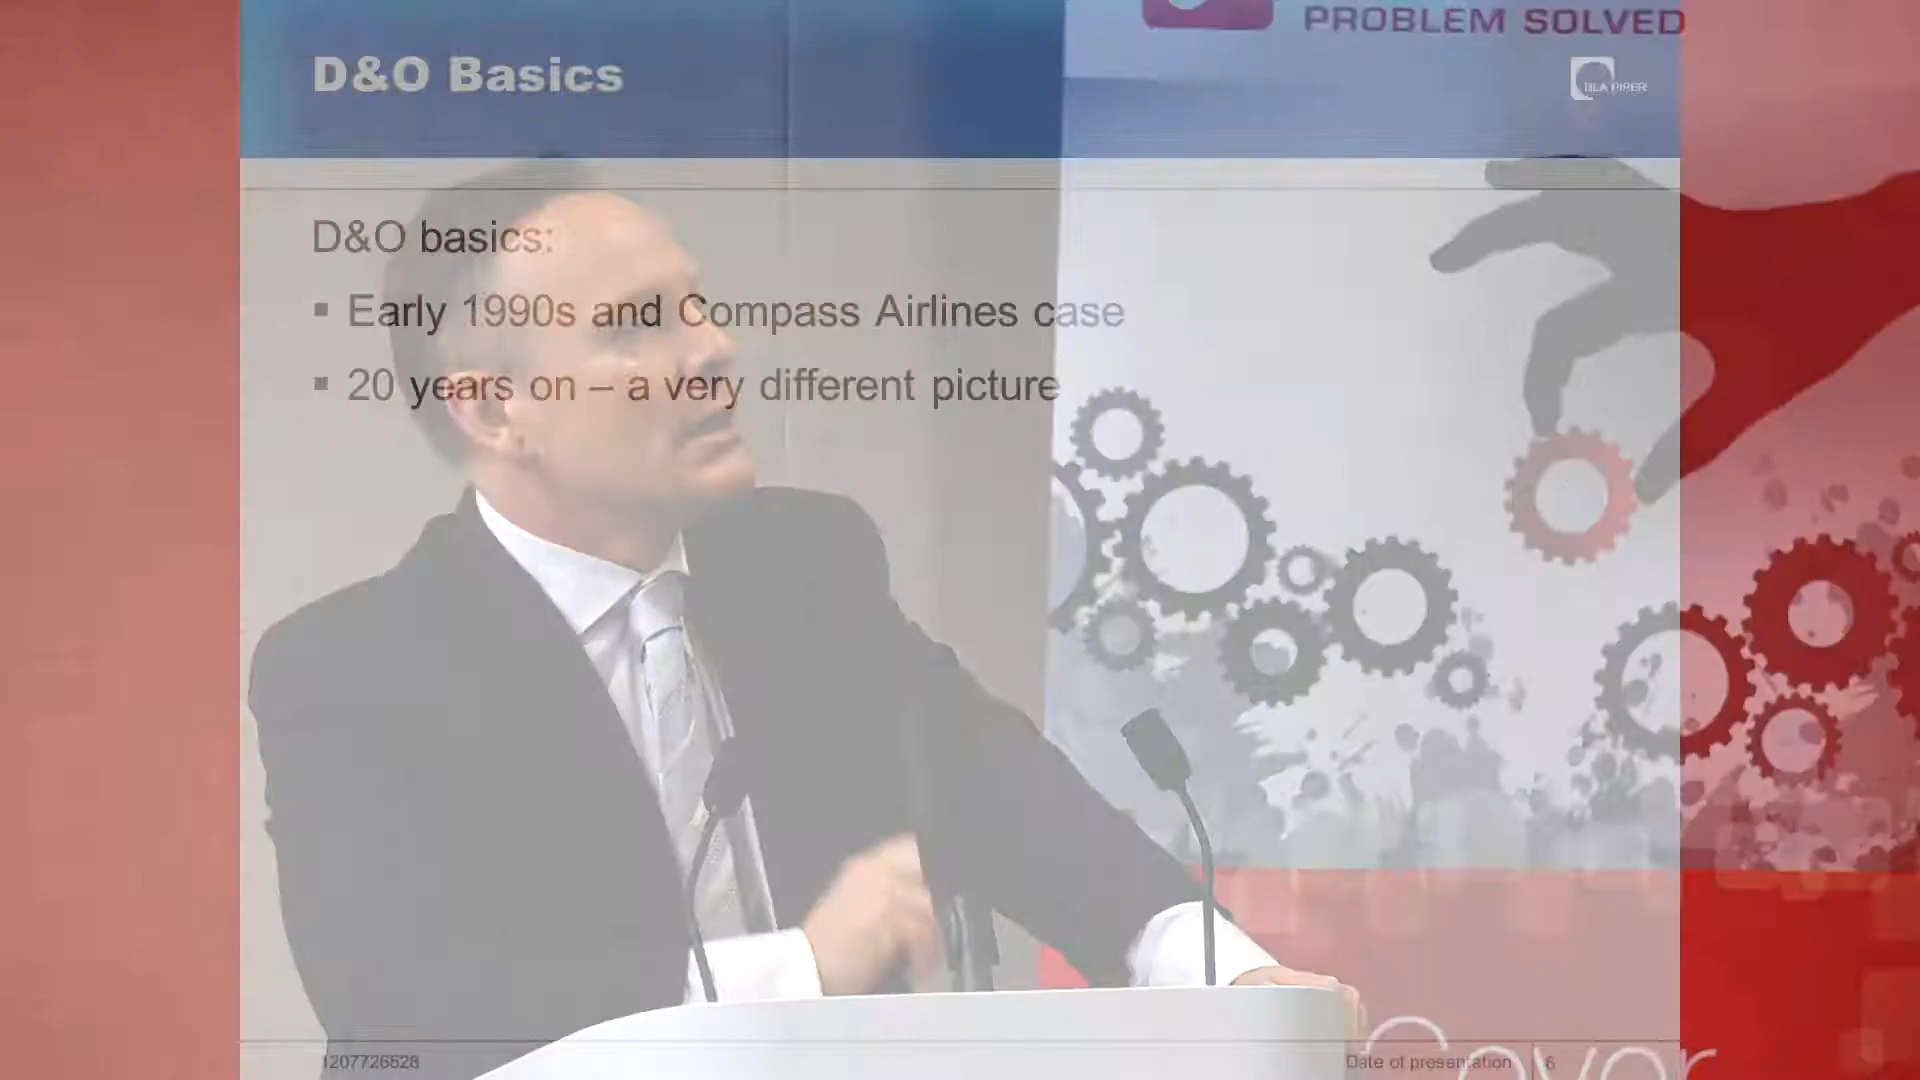 PROBLEM SOLVED
D&O Basics
DLA PIPER
D&O basics:
▪ Early 1990s and Compass Airlines case
▪ 20 years on – a very different picture
1207726528
Date of presentation
6
Cover